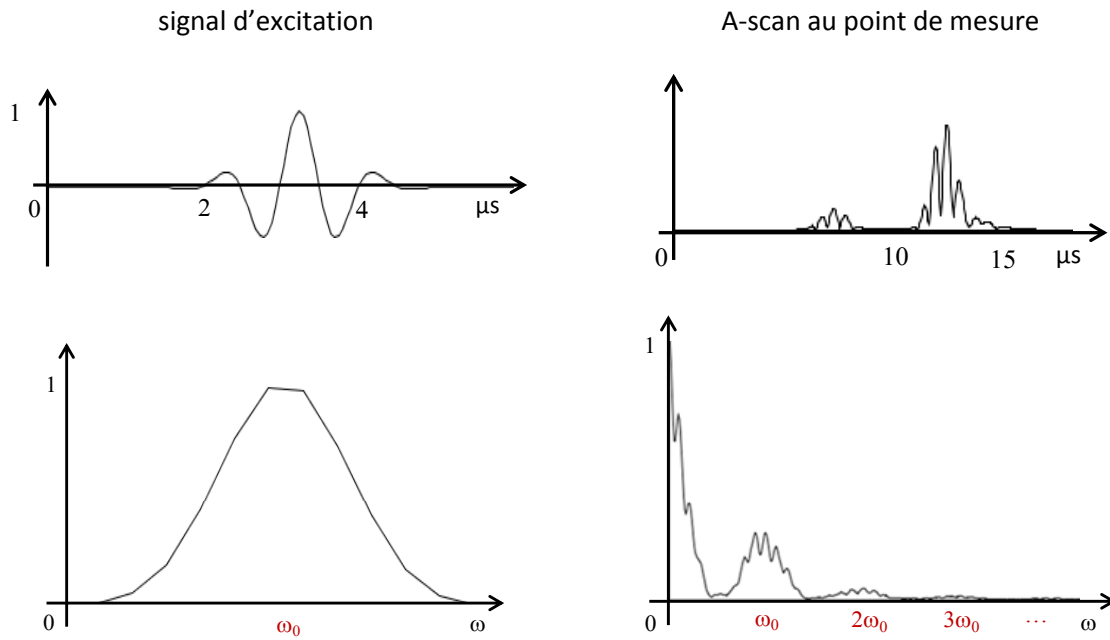 signal d'excitation
A-scan au point de mesure
1
0
2
4
µs
0
10
15
µs
1
0
ω₀
ω
1
0
ω₀
2ω₀
3ω₀
...
ω